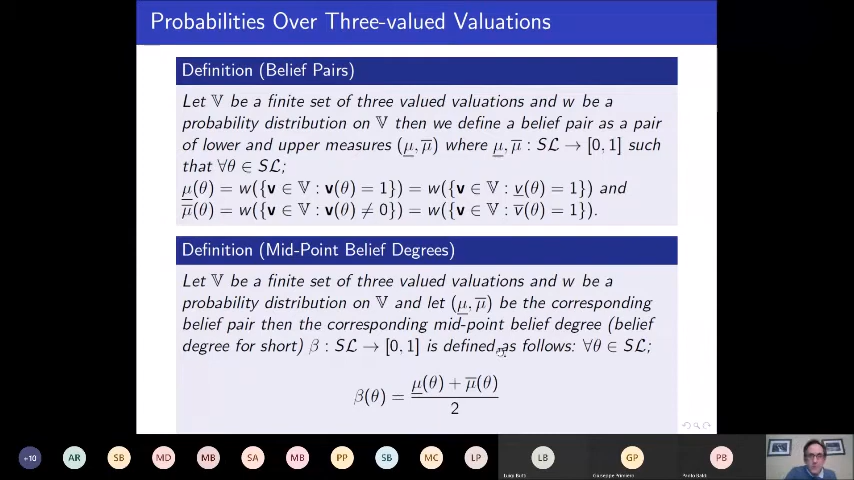 Probabilities Over Three-valued Valuations
Definition (Belief Pairs)
Let 𝕍 be a finite set of three valued valuations and w be a
probability distribution on 𝕍 then we define a belief pair as a pair
of lower and upper measures (μ̲, μ̅) where μ̲, μ̅ : Sℒ → [0, 1] such
that ∀θ ∈ Sℒ;
μ̲(θ) = w({v ∈ 𝕍 : v(θ) = 1}) = w({v ∈ 𝕍 : v̲(θ) = 1}) and
μ̅(θ) = w({v ∈ 𝕍 : v(θ) ≠ 0}) = w({v ∈ 𝕍 : v̅(θ) = 1}).
Definition (Mid-Point Belief Degrees)
Let 𝕍 be a finite set of three valued valuations and w be a
probability distribution on 𝕍 and let (μ̲, μ̅) be the corresponding
belief pair then the corresponding mid-point belief degree (belief
degree for short) β : Sℒ → [0, 1] is defined as follows: ∀θ ∈ Sℒ;
β(θ) = (μ̲(θ) + μ̅(θ)) / 2
+10 AR SB MD MB SA MB PP SB MC LP LB GP PB